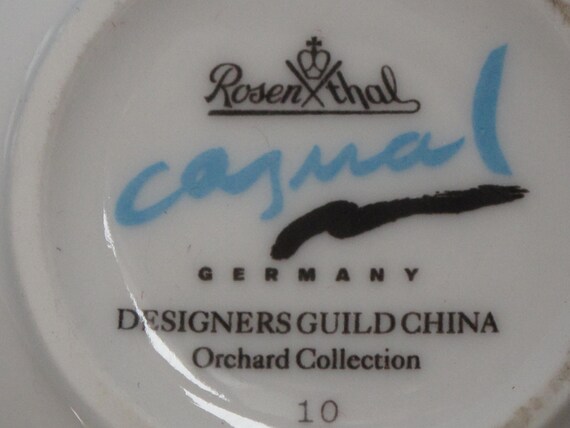 Rosenthal
casual
GERMANY
DESIGNERS GUILD CHINA
Orchard Collection
10